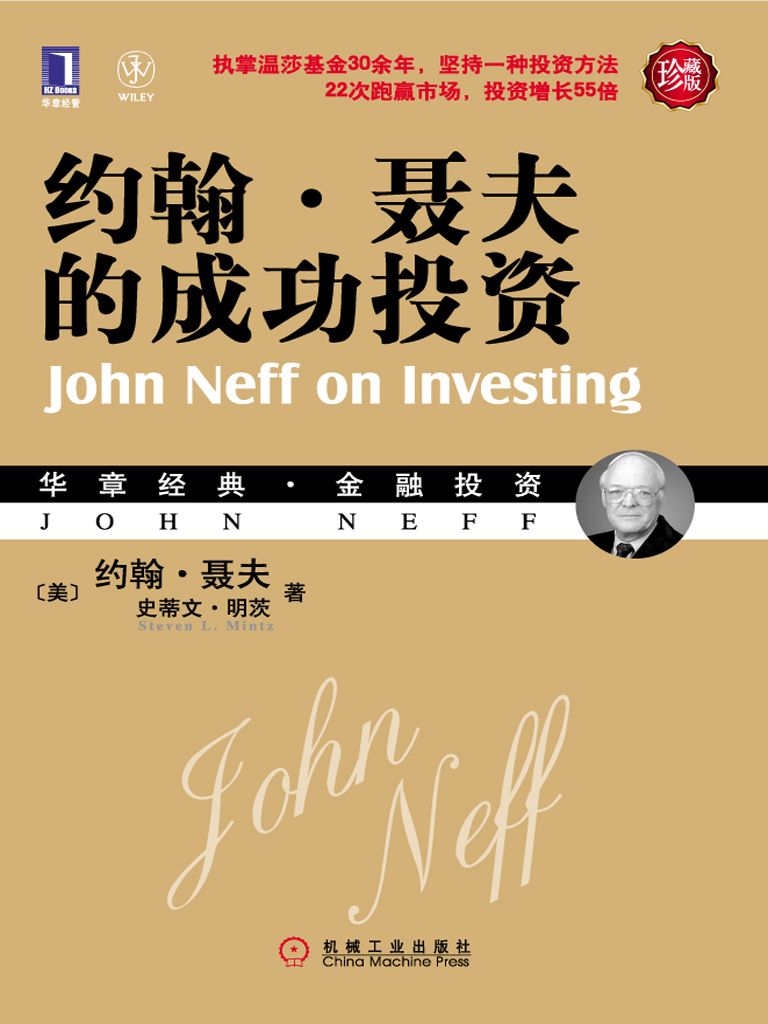 HZ Books
华章经管
WILEY
执掌温莎基金30余年，坚持一种投资方法
22次跑赢市场，投资增长55倍
珍藏版
约翰·聂夫
的成功投资
John Neff on Investing
华章经典·金融投资
JOHN NEFF
〔美〕 约翰·聂夫 著
史蒂文·明茨
Steven L. Mintz
John
Neff
机械工业出版社
China Machine Press